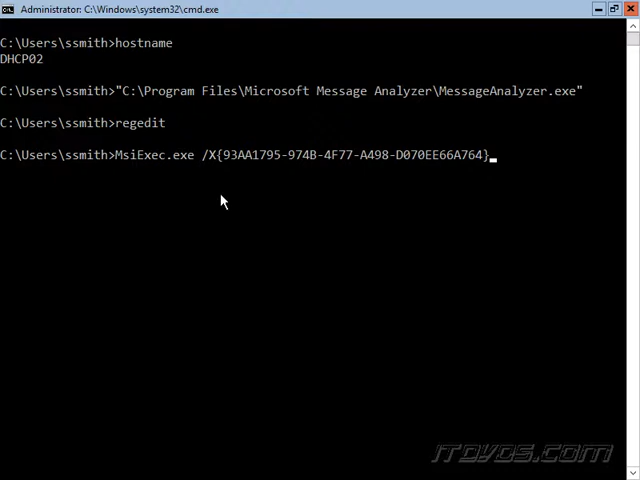 Administrator: C:\Windows\system32\cmd.exe
C:\Users\ssmith>hostname
DHCP02
C:\Users\ssmith>"C:\Program Files\Microsoft Message Analyzer\MessageAnalyzer.exe"
C:\Users\ssmith>regedit
C:\Users\ssmith>MsiExec.exe /X{93AA1795-974B-4F77-A498-D070EE66A764}
ITdvds.com